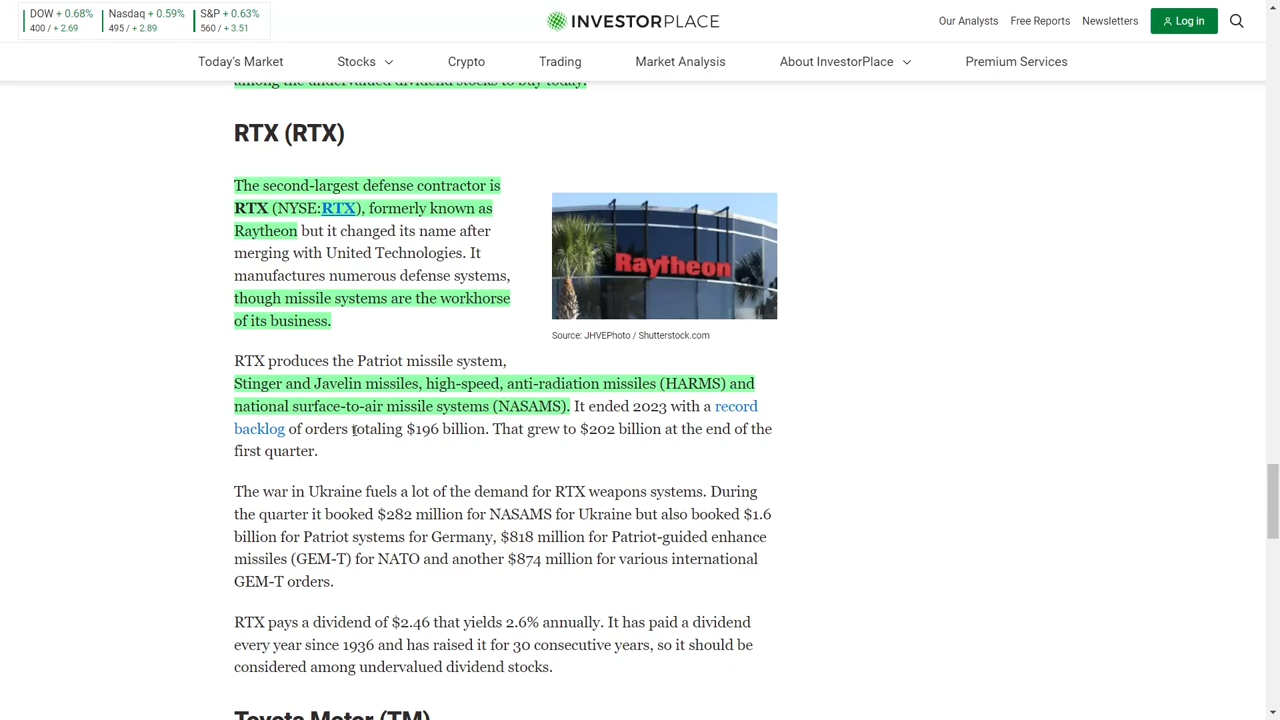 DOW + 0.68%
400 / + 2.69
Nasdaq + 0.59%
495 / + 2.89
S&P + 0.63%
560 / + 3.51
INVESTORPLACE
Our Analysts
Free Reports
Newsletters
Log in
Today's Market
Stocks
Crypto
Trading
Market Analysis
About InvestorPlace
Premium Services
among the undervalued dividend stocks to buy today.
RTX (RTX)
The second-largest defense contractor is
RTX (NYSE:RTX), formerly known as
Raytheon but it changed its name after
merging with United Technologies. It
manufactures numerous defense systems,
though missile systems are the workhorse
of its business.
Raytheon
Source: JHVEPhoto / Shutterstock.com
RTX produces the Patriot missile system,
Stinger and Javelin missiles, high-speed, anti-radiation missiles (HARMS) and
national surface-to-air missile systems (NASAMS). It ended 2023 with a record
backlog of orders totaling $196 billion. That grew to $202 billion at the end of the
first quarter.
The war in Ukraine fuels a lot of the demand for RTX weapons systems. During
the quarter it booked $282 million for NASAMS for Ukraine but also booked $1.6
billion for Patriot systems for Germany, $818 million for Patriot-guided enhance
missiles (GEM-T) for NATO and another $874 million for various international
GEM-T orders.
RTX pays a dividend of $2.46 that yields 2.6% annually. It has paid a dividend
every year since 1936 and has raised it for 30 consecutive years, so it should be
considered among undervalued dividend stocks.
Toyota Motor (TM)